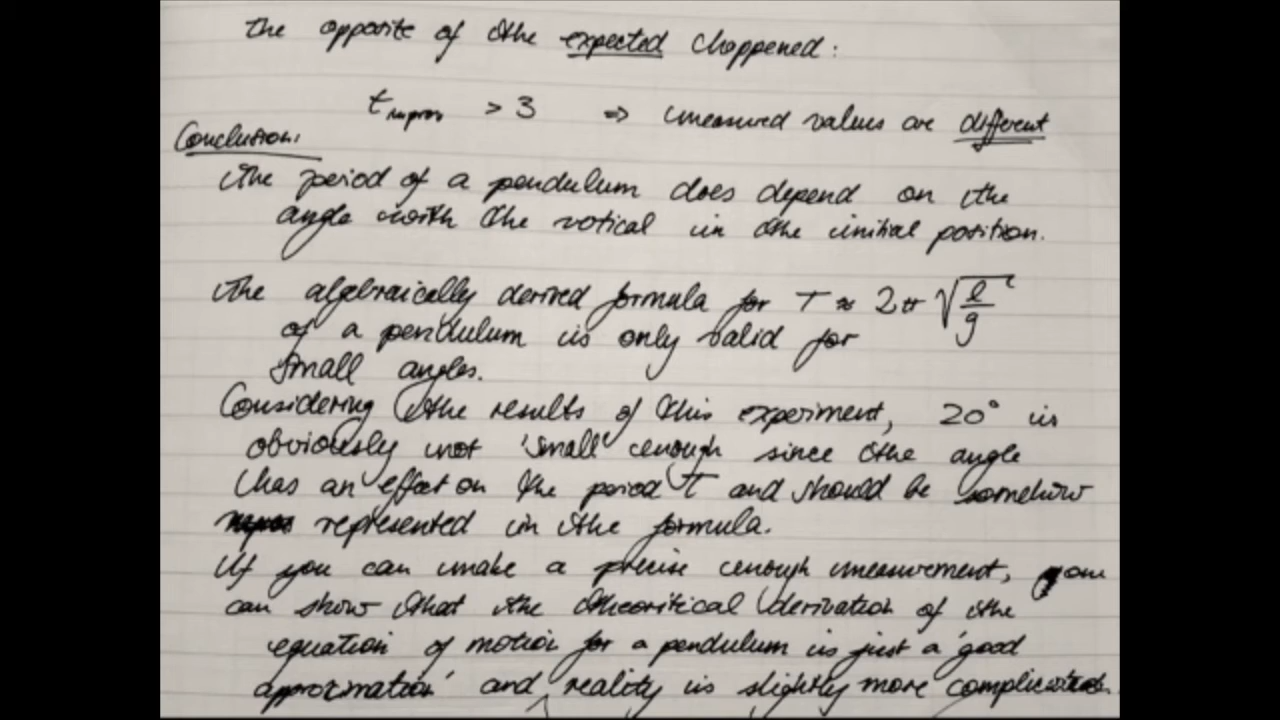 the opposite of the expected happened:
t improv > 3 ⇒ measured values are different
Conclusion:
The period of a pendulum does depend on the
angle with the vertical in the initial position.
The algebraically derived formula for T ≈ 2π √(l/g)
of a pendulum is only valid for
small angles.
Considering the results of this experiment, 20° is
obviously not 'small' enough since the angle
has an effect on the period T and should be somehow
represented in the formula.
If you can make a precise enough measurement, you
can show that the theoritical derivation of the
equation of motion for a pendulum is just a 'good
approximation' and reality is slightly more complicated.